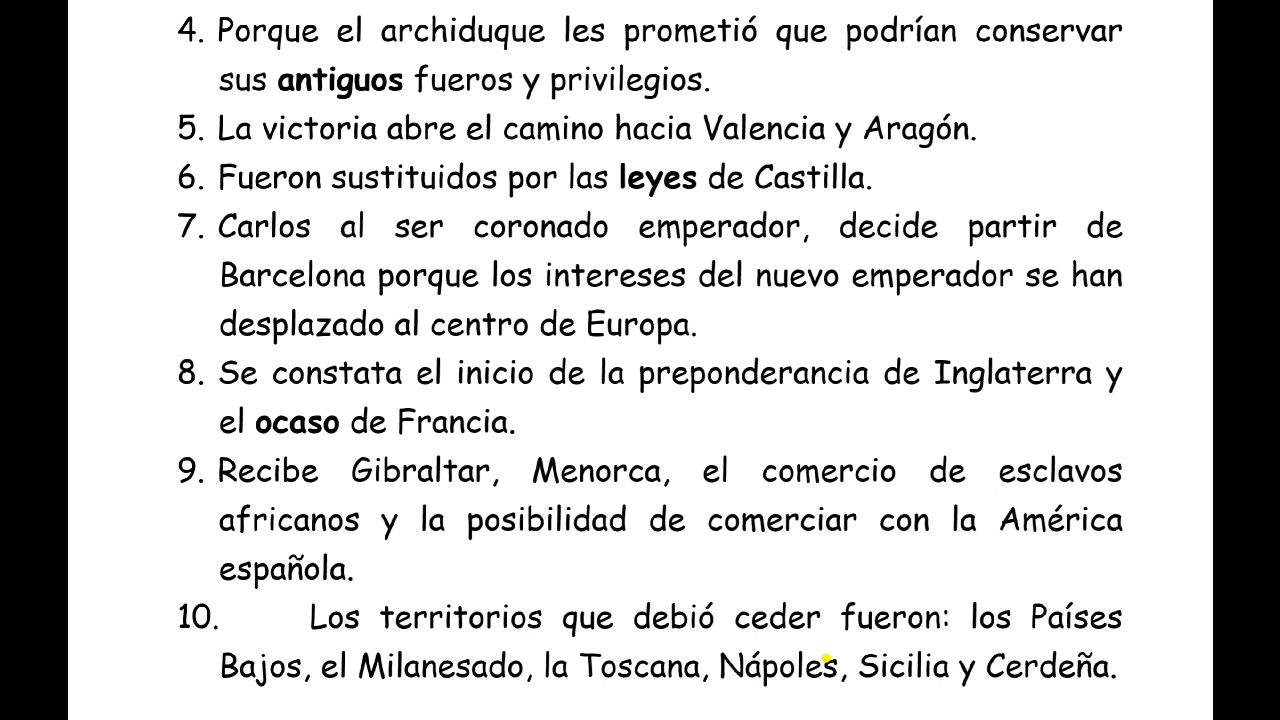 4. Porque el archiduque les prometió que podrían conservar
sus antiguos fueros y privilegios.
5. La victoria abre el camino hacia Valencia y Aragón.
6. Fueron sustituidos por las leyes de Castilla.
7. Carlos al ser coronado emperador, decide partir de
Barcelona porque los intereses del nuevo emperador se han
desplazado al centro de Europa.
8. Se constata el inicio de la preponderancia de Inglaterra y
el ocaso de Francia.
9. Recibe Gibraltar, Menorca, el comercio de esclavos
africanos y la posibilidad de comerciar con la América
española.
10. Los territorios que debió ceder fueron: los Países
Bajos, el Milanesado, la Toscana, Nápoles, Sicilia y Cerdeña.